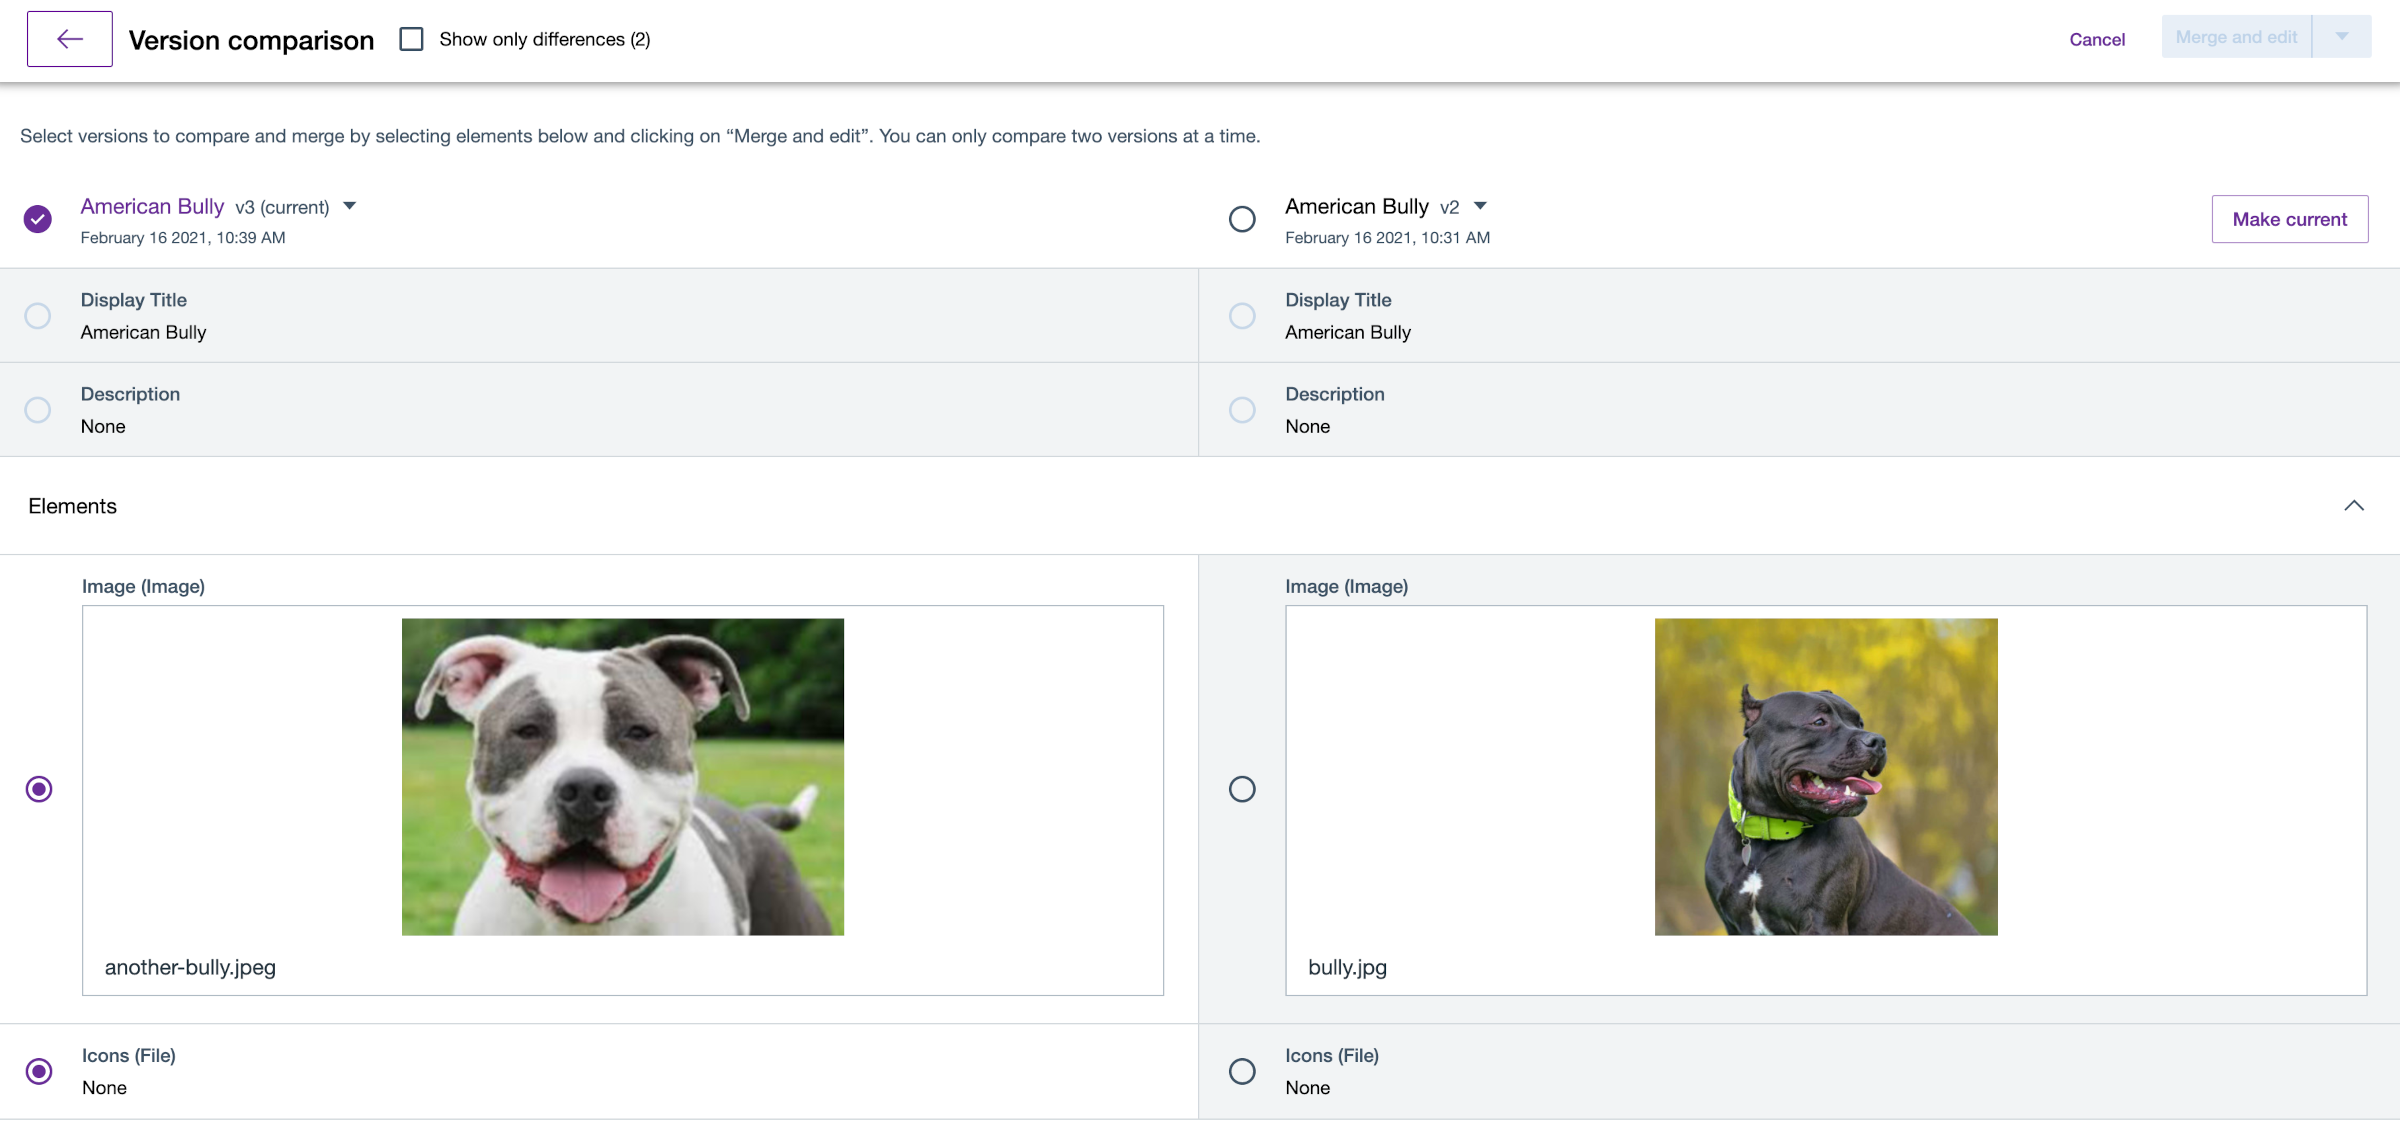 Version comparison
Show only differences (2)
Cancel
Merge and edit
Select versions to compare and merge by selecting elements below and clicking on “Merge and edit”. You can only compare two versions at a time.
American Bully v3 (current)
February 16 2021, 10:39 AM
American Bully v2
February 16 2021, 10:31 AM
Make current
Display Title
American Bully
Display Title
American Bully
Description
None
Description
None
Elements
Image (Image)
another-bully.jpeg
Image (Image)
bully.jpg
Icons (File)
None
Icons (File)
None